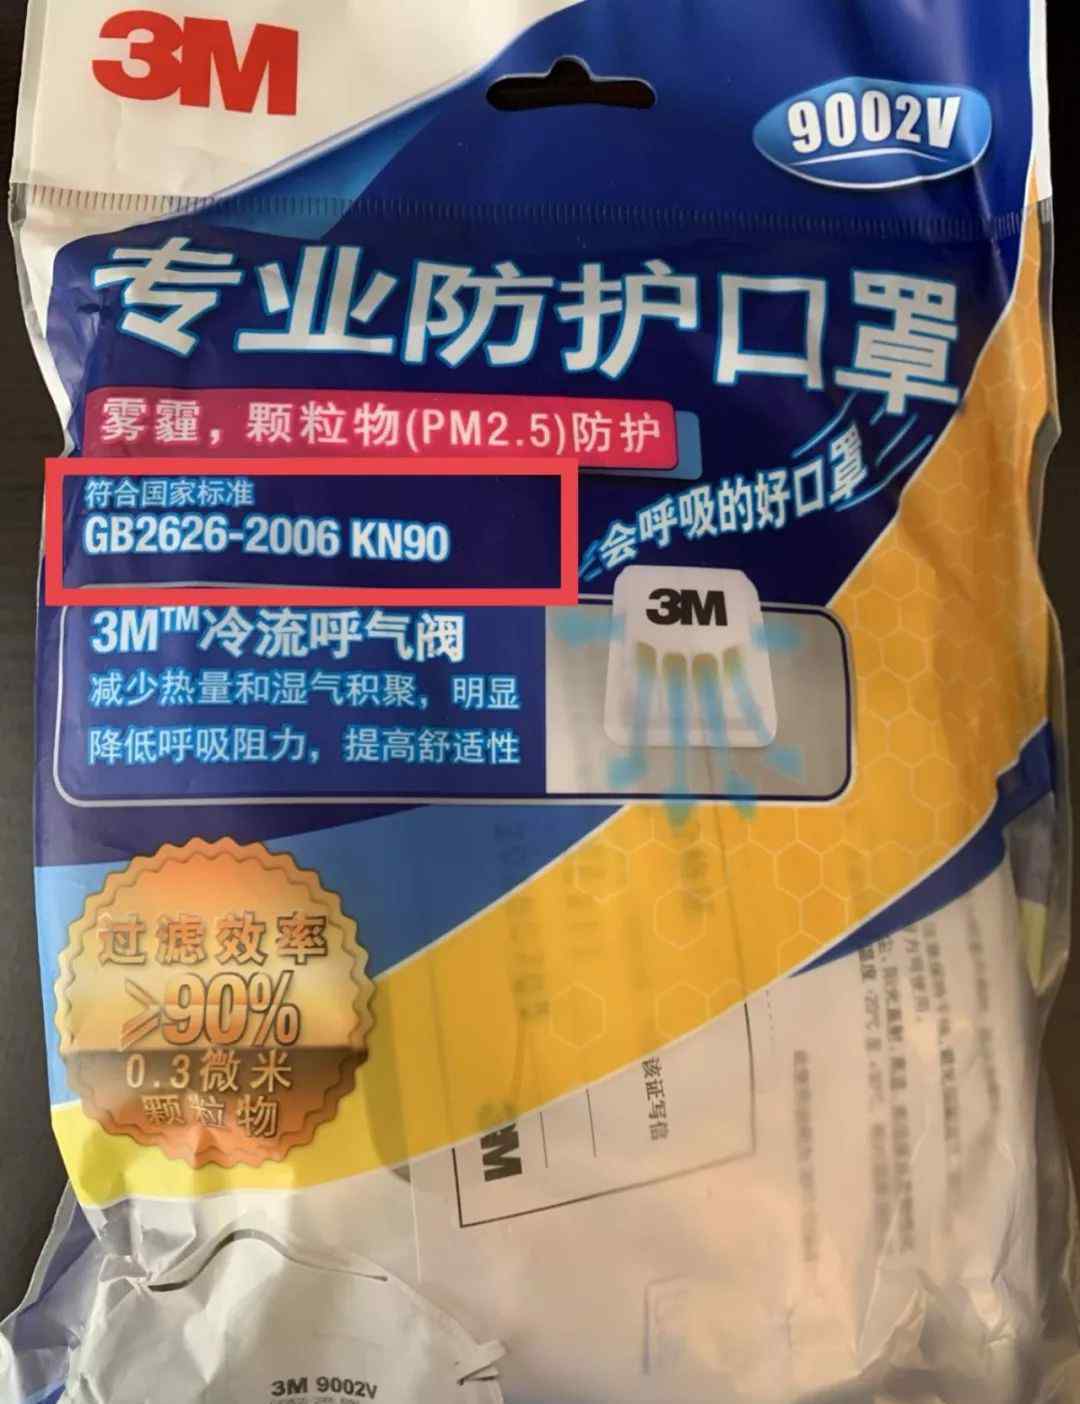 3M
9002V
专业防护口罩
雾霾，颗粒物(PM2.5)防护
符合国家标准
GB2626-2006 KN90
会呼吸的好口罩
3M
3M™冷流呼气阀
减少热量和湿气积聚，明显
降低呼吸阻力，提高舒适性
过滤效率
≥90%
0.3微米
颗粒物
3M
3M 9002V